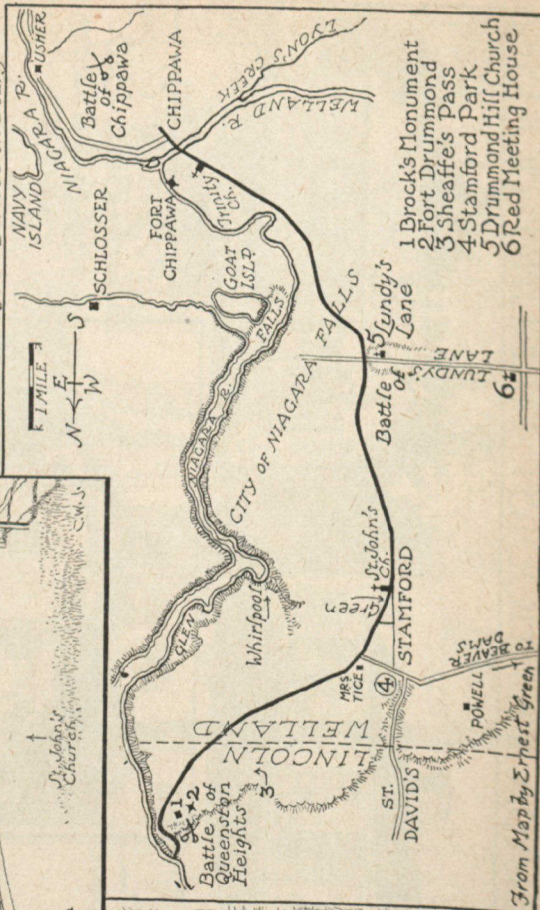 St. John's
Church
C.W.J.
1 MILE
N
E
W
S
NAVY
ISLAND
NIAGARA R.
USHER
Battle
of
Chippawa
SCHLOSSER
CHIPPAWA
LYON'S CREEK
WELLAND R.
FORT
CHIPPAWA
Trinity
Ch.
GOAT
ISLD.
FALLS
NIAGARA R.
CITY OF NIAGARA FALLS
GLEN
Whirlpool
Battle of
5 Lundy's
Lane
LUNDY'S
LANE
6
Green
St. John's
Ch.
STAMFORD
MRS
TICE
4
POWELL
TO BEAVER
DAMS
WELLAND
LINCOLN
ST.
DAVID'S
1
2
3
Battle of
Queenston
Heights
1 Brock's Monument
2 Fort Drummond
3 Sheaffe's Pass
4 Stamford Park
5 Drummond Hill Church
6 Red Meeting House
From Map by Ernest Green